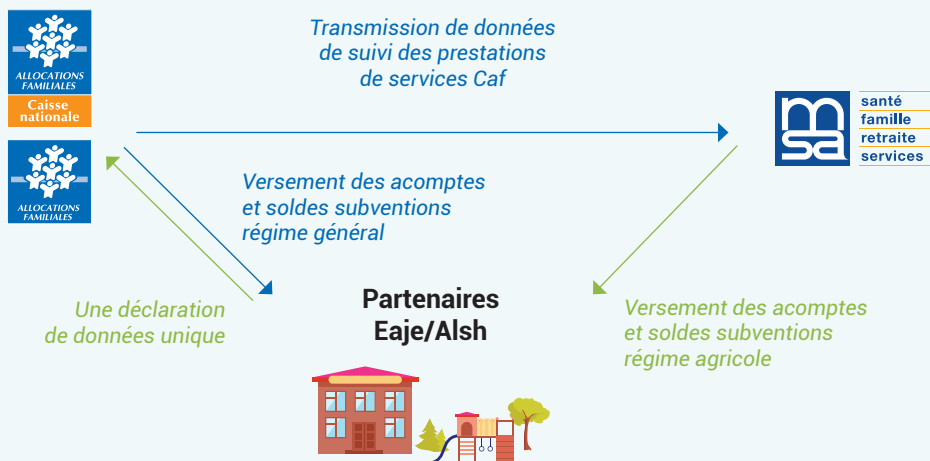 ALLOCATIONS
FAMILIALES
Caisse
nationale
ALLOCATIONS
FAMILIALES
Transmission de données
de suivi des prestations
de services Caf
msa
santé
famille
retraite
services
Versement des acomptes
et soldes subventions
régime général
Une déclaration
de données unique
Partenaires
Eaje/Alsh
Versement des acomptes
et soldes subventions
régime agricole